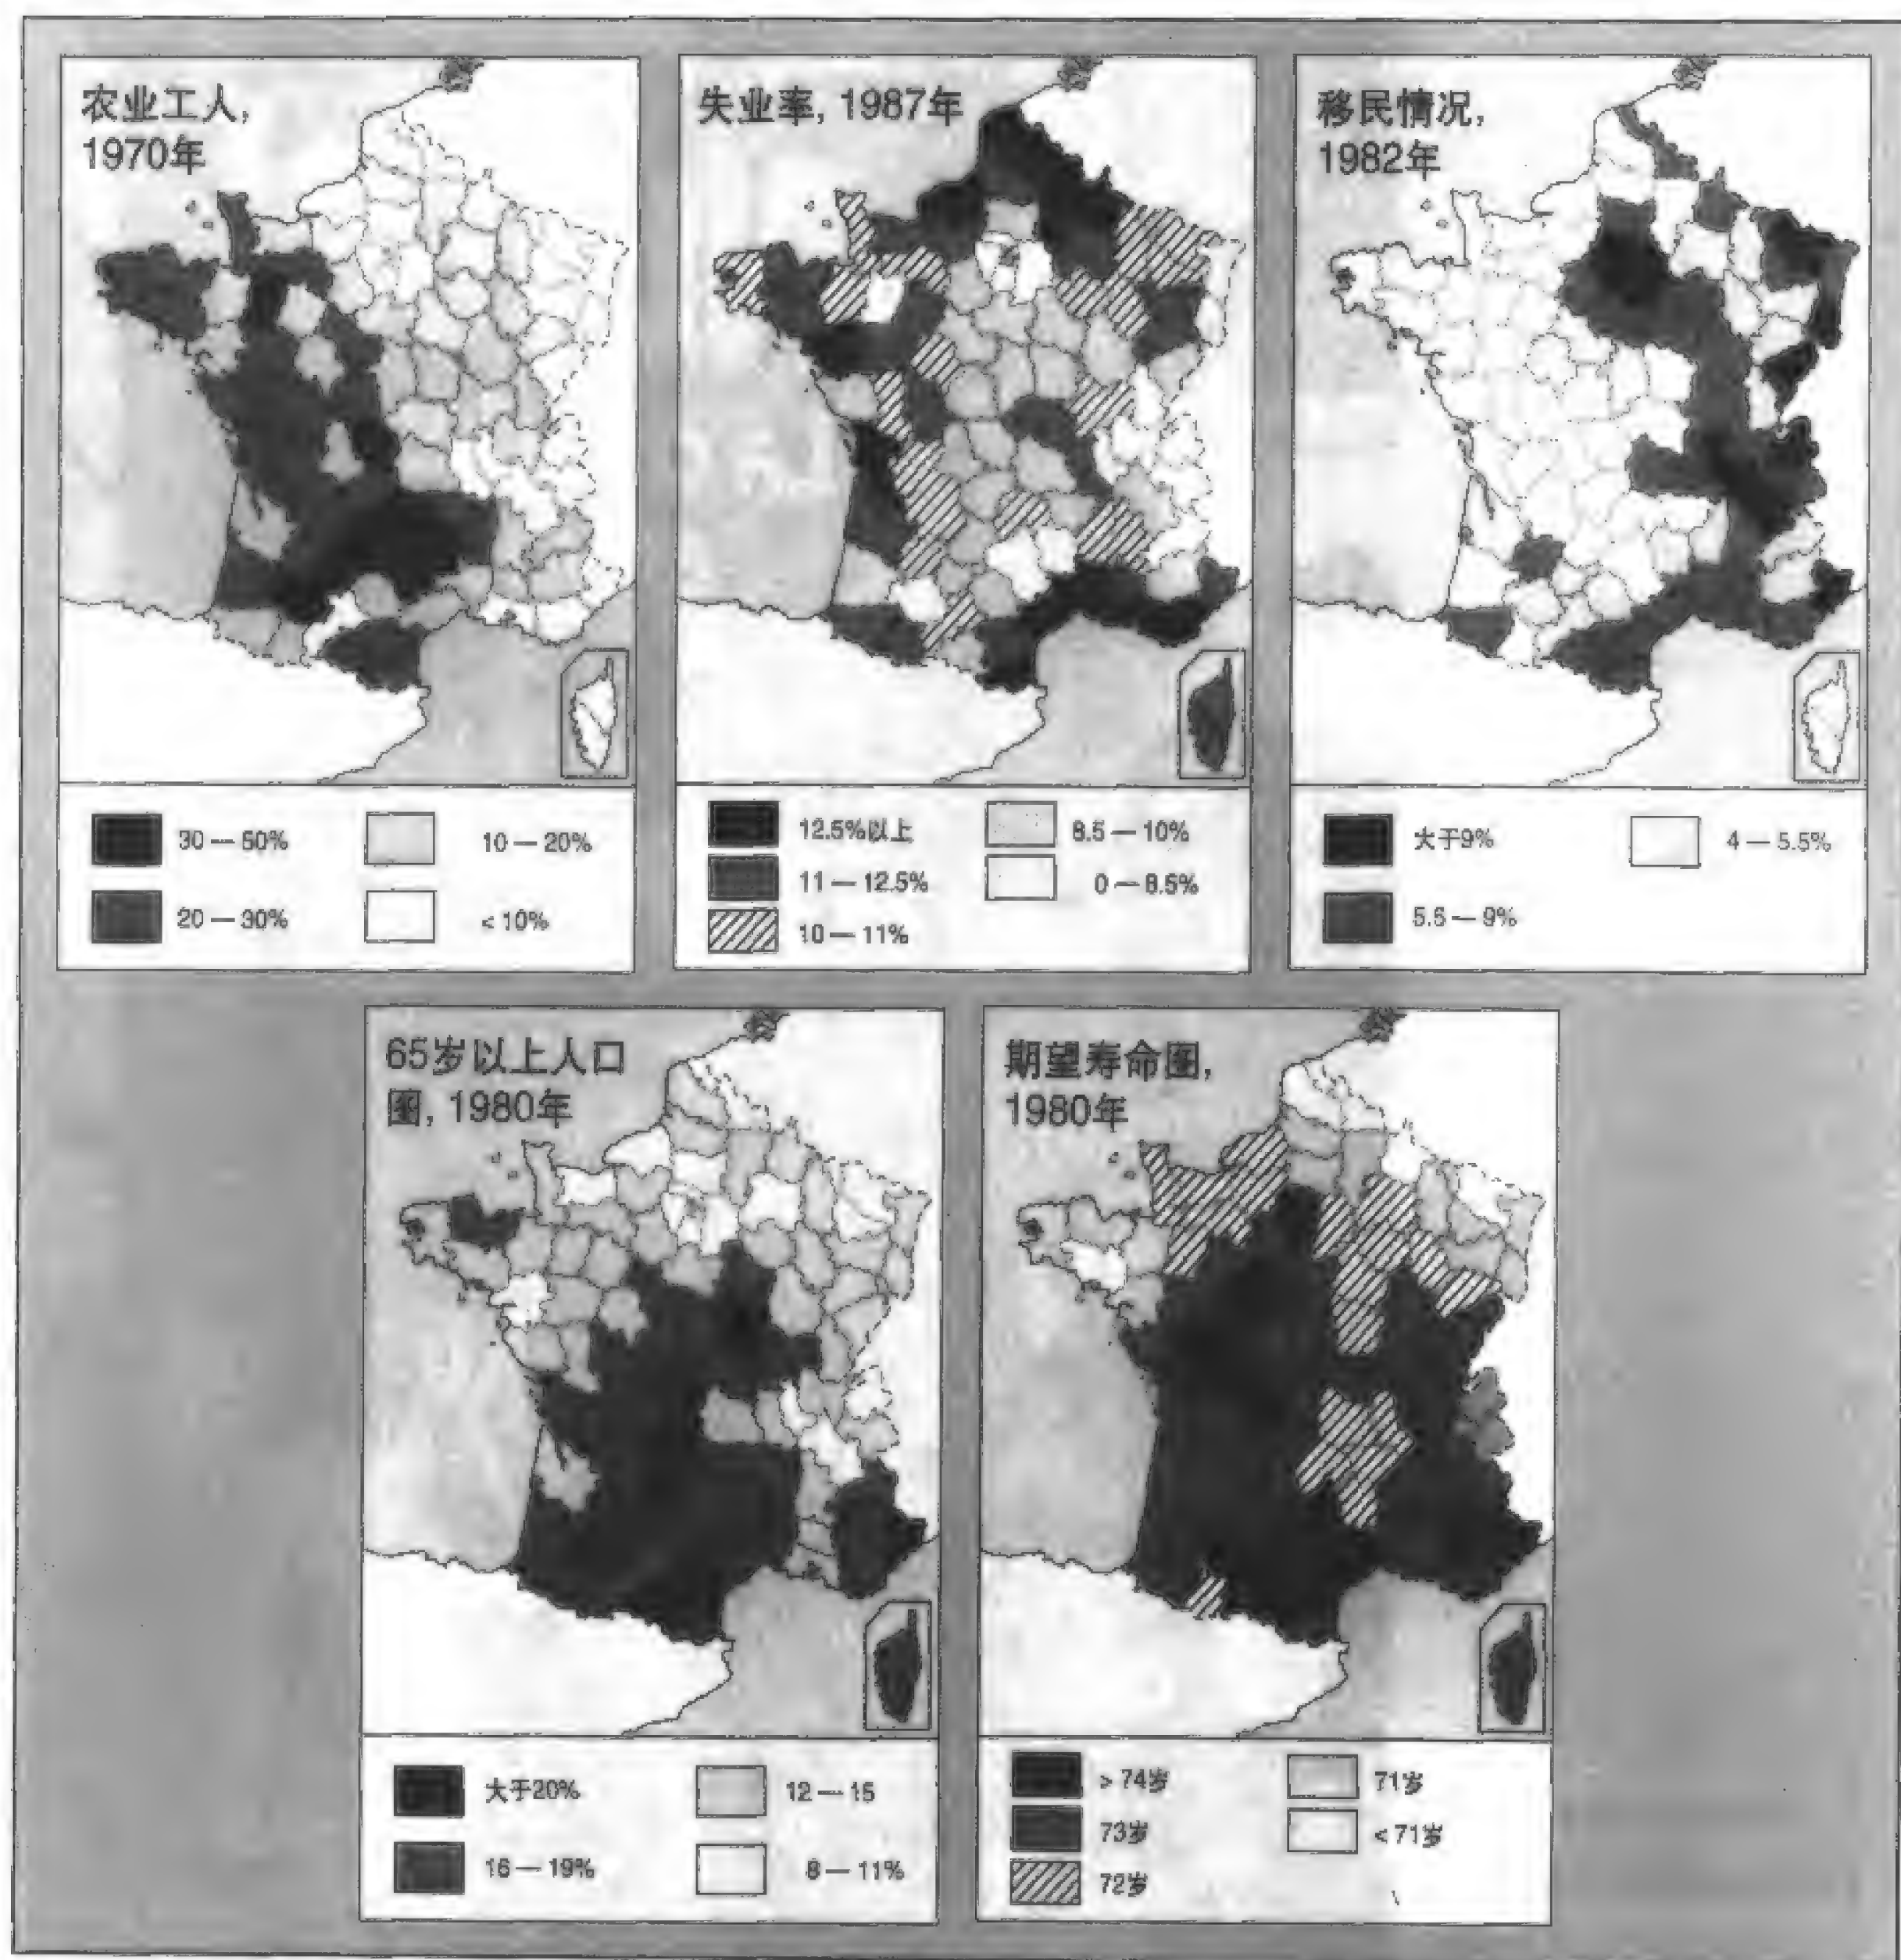 农业工人,
1970年
30—50%
20—30%
10—20%
<10%
失业率, 1987年
12.5%以上
11—12.5%
10—11%
8.5—10%
0—8.5%
移民情况,
1982年
大于9%
5.6—9%
4—5.5%
65岁以上人口
图, 1980年
大于20%
16—19%
12—15
8—11%
期望寿命图,
1980年
>74岁
73岁
72岁
71岁
<71岁